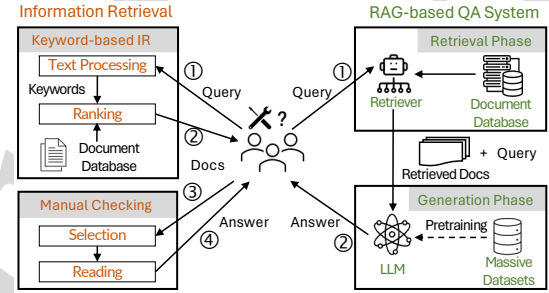 Information Retrieval
RAG-based QA System
Keyword-based IR
Text Processing
Keywords
Ranking
Document
Database
①
Query
②
Docs
?
Manual Checking
Selection
Reading
③
④
Answer
①
Query
Retrieval Phase
Retriever
Document
Database
Retrieved Docs
+ Query
Generation Phase
Answer
②
LLM
Pretraining
Massive
Datasets